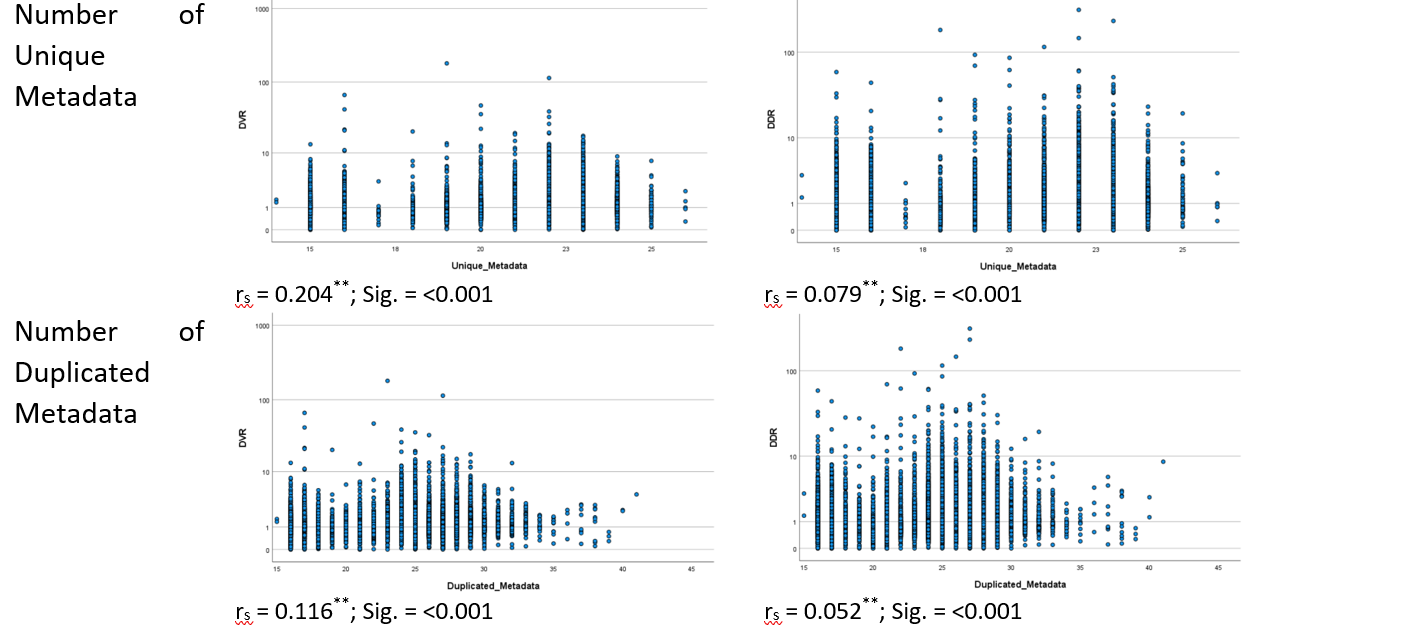 Number of
Unique
Metadata
1000
100
10
1
0
DVR
15 18 20 23 25
Unique_Metadata
100
10
1
0
DDR
15 18 20 23 25
Unique_Metadata
rs = 0.204**; Sig. = <0.001
rs = 0.079**; Sig. = <0.001
Number of
Duplicated
Metadata
1000
100
10
1
0
DVR
15 20 25 30 35 40 45
Duplicated_Metadata
100
10
1
0
DDR
15 20 25 30 35 40 45
Duplicated_Metadata
rs = 0.116**; Sig. = <0.001
rs = 0.052**; Sig. = <0.001